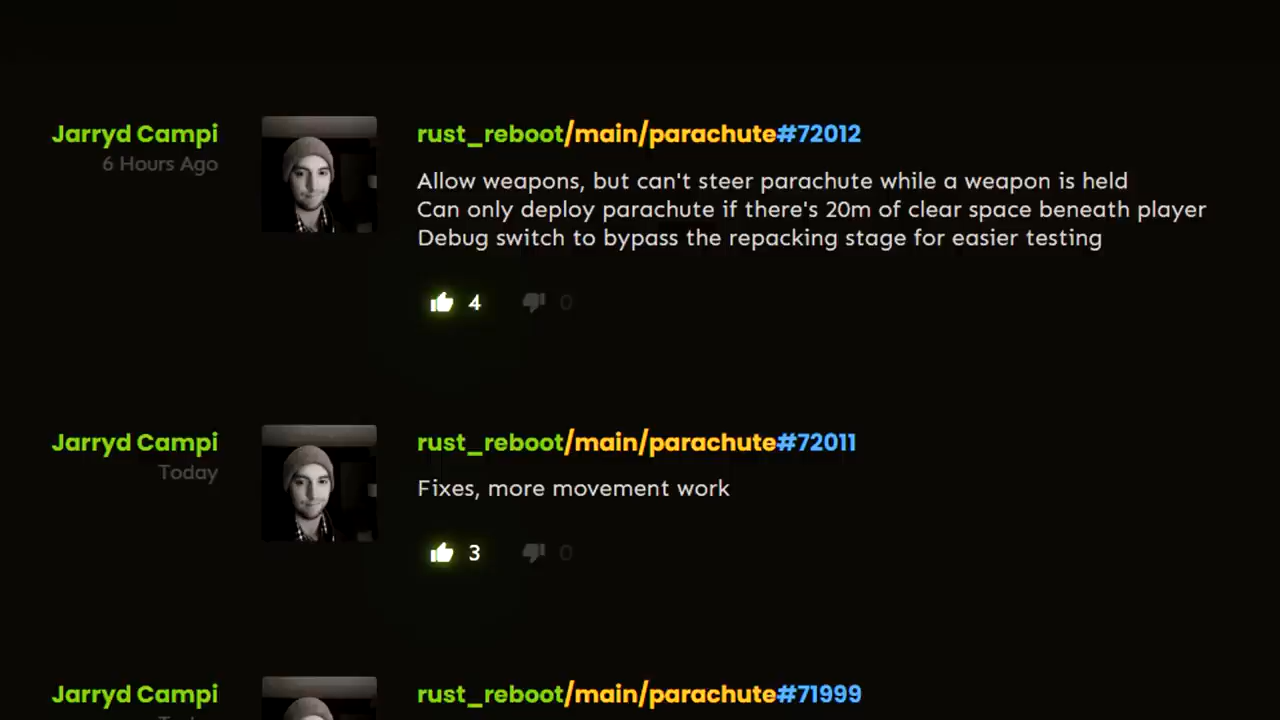 Jarryd Campi
6 Hours Ago
rust_reboot/main/parachute#72012
Allow weapons, but can't steer parachute while a weapon is held
Can only deploy parachute if there's 20m of clear space beneath player
Debug switch to bypass the repacking stage for easier testing
4 0
Jarryd Campi
Today
rust_reboot/main/parachute#72011
Fixes, more movement work
3 0
Jarryd Campi
rust_reboot/main/parachute#71999